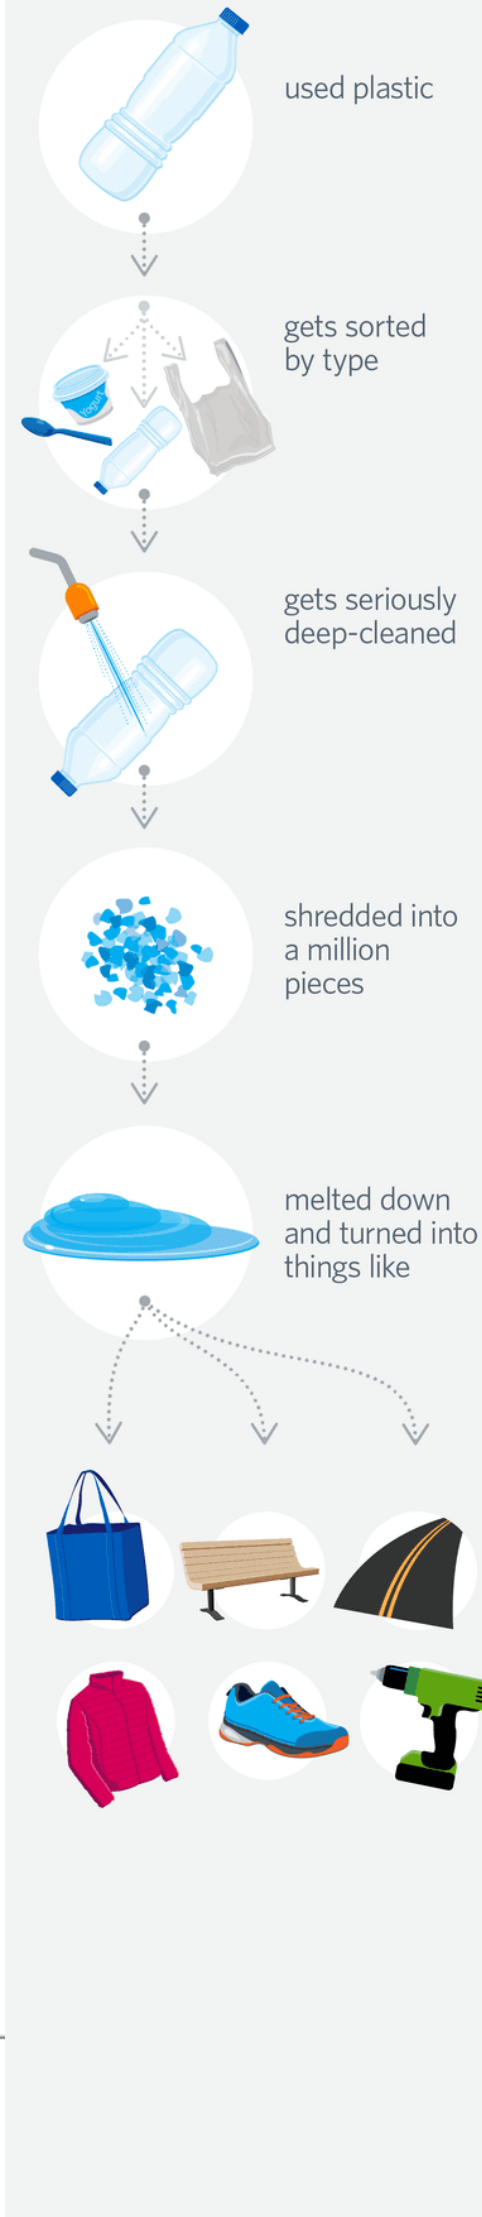 used plastic
gets sorted
by type
Yogurt
gets seriously
deep-cleaned
shredded into
a million
pieces
melted down
and turned into
things like